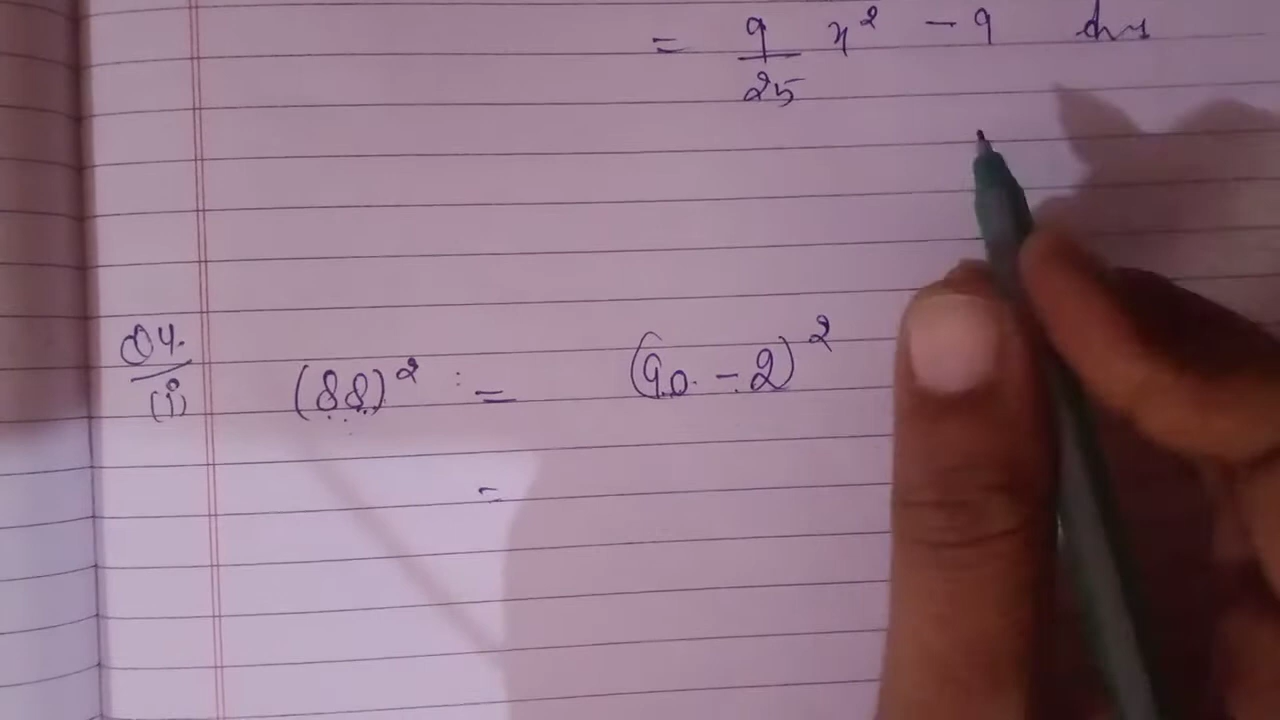 = 9/25 x² - 9 Ans
Q4.
(i) (88)² = (90 - 2)²
=